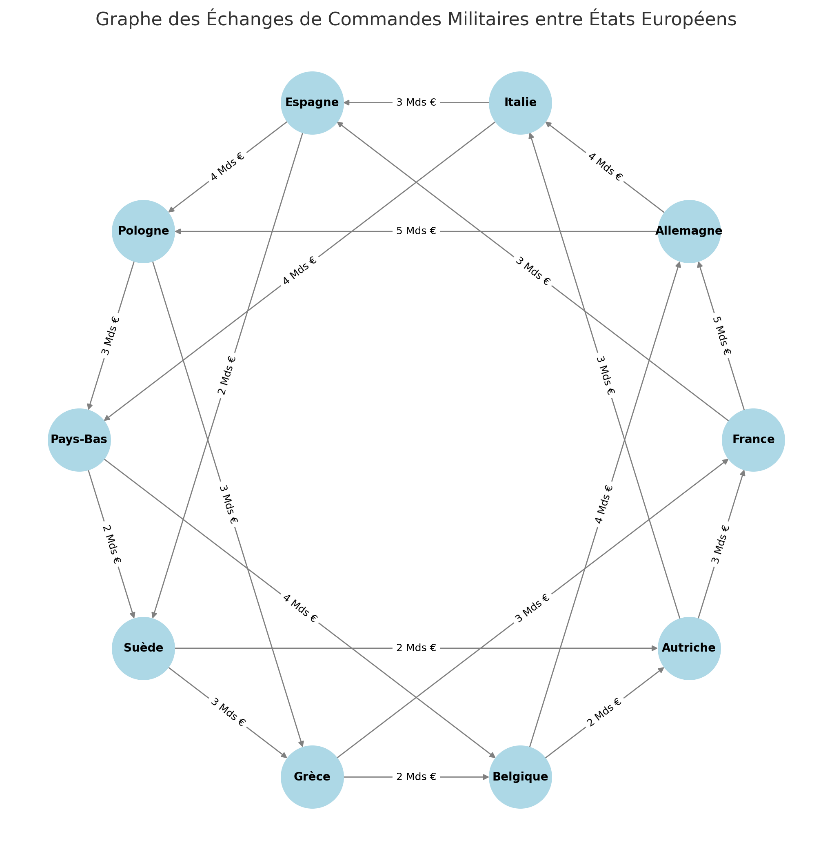 Graphe des Échanges de Commandes Militaires entre États Européens
Espagne
3 Mds €
Italie
4 Mds €
4 Mds €
Pologne
5 Mds €
Allemagne
4 Mds €
3 Mds €
3 Mds €
5 Mds €
2 Mds €
3 Mds €
Pays-Bas
France
3 Mds €
4 Mds €
2 Mds €
3 Mds €
4 Mds €
3 Mds €
Suède
2 Mds €
Autriche
3 Mds €
2 Mds €
Grèce
2 Mds €
Belgique